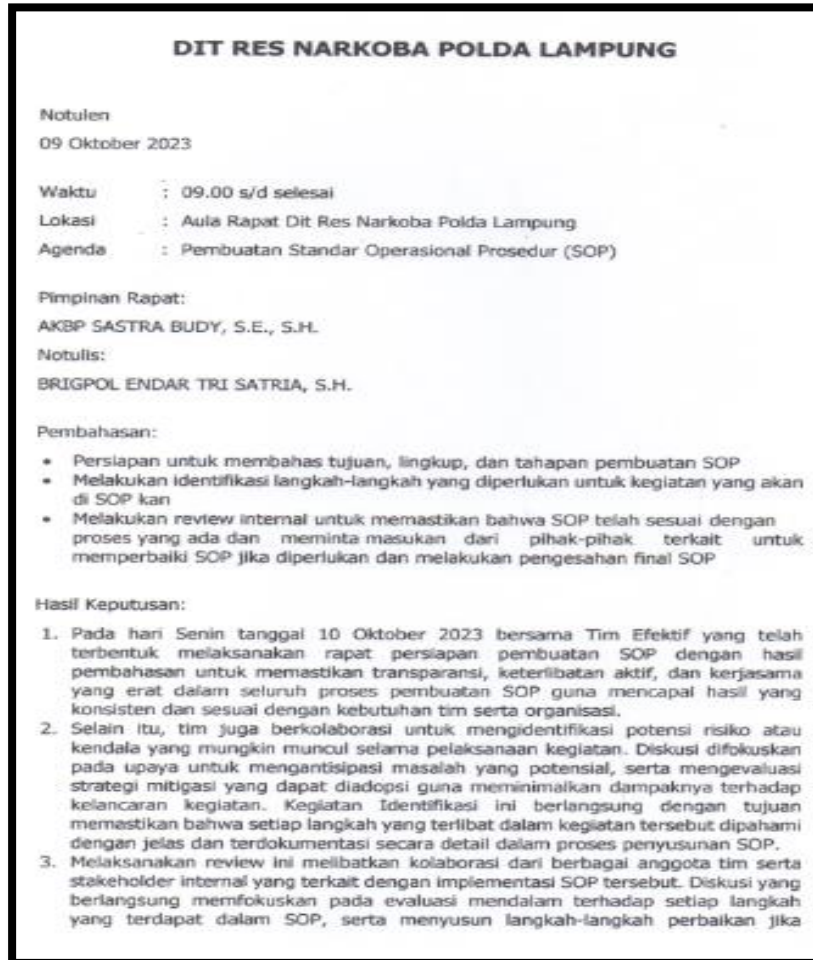 DIT RES NARKOBA POLDA LAMPUNG
Notulen
09 Oktober 2023
Waktu : 09.00 s/d selesai
Lokasi : Aula Rapat Dit Res Narkoba Polda Lampung
Agenda : Pembuatan Standar Operasional Prosedur (SOP)
Pimpinan Rapat:
AKBP SASTRA BUDY, S.E., S.H.
Notulis:
BRIGPOL ENDAR TRI SATRIA, S.H.
Pembahasan:
• Persiapan untuk membahas tujuan, lingkup, dan tahapan pembuatan SOP
• Melakukan identifikasi langkah-langkah yang diperlukan untuk kegiatan yang akan
di SOP kan
• Melakukan review internal untuk memastikan bahwa SOP telah sesuai dengan
proses yang ada dan meminta masukan dari pihak-pihak terkait untuk
memperbaiki SOP jika diperlukan dan melakukan pengesahan final SOP
Hasil Keputusan:
1. Pada hari Senin tanggal 10 Oktober 2023 bersama Tim Efektif yang telah
terbentuk melaksanakan rapat persiapan pembuatan SOP dengan hasil
pembahasan untuk memastikan transparansi, keterlibatan aktif, dan kerjasama
yang erat dalam seluruh proses pembuatan SOP guna mencapai hasil yang
konsisten dan sesuai dengan kebutuhan tim serta organisasi.
2. Selain itu, tim juga berkolaborasi untuk mengidentifikasi potensi risiko atau
kendala yang mungkin muncul selama pelaksanaan kegiatan. Diskusi difokuskan
pada upaya untuk mengantisipasi masalah yang potensial, serta mengevaluasi
strategi mitigasi yang dapat diadopsi guna meminimalkan dampaknya terhadap
kelancaran kegiatan. Kegiatan Identifikasi ini berlangsung dengan tujuan
memastikan bahwa setiap langkah yang terlibat dalam kegiatan tersebut dipahami
dengan jelas dan terdokumentasi secara detail dalam proses penyusunan SOP.
3. Melaksanakan review ini melibatkan kolaborasi dari berbagai anggota tim serta
stakeholder internal yang terkait dengan implementasi SOP tersebut. Diskusi yang
berlangsung memfokuskan pada evaluasi mendalam terhadap setiap langkah
yang terdapat dalam SOP, serta menyusun langkah-langkah perbaikan jika